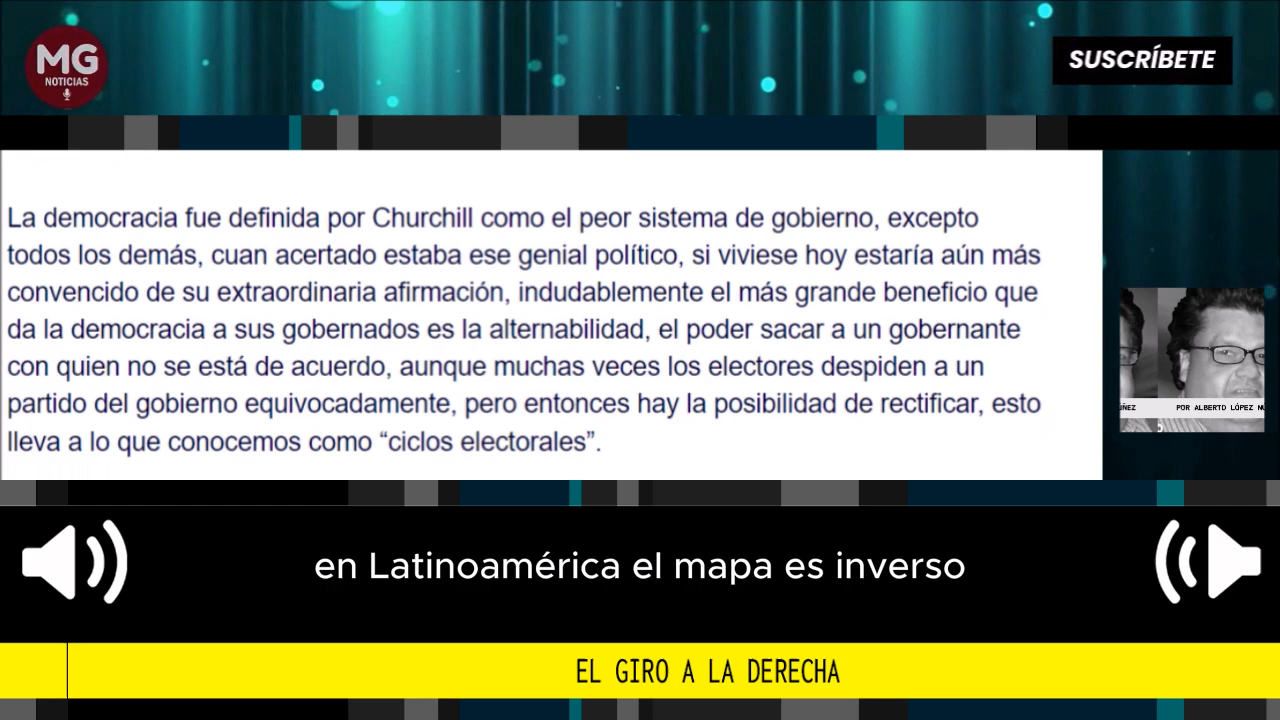 MG
NOTICIAS
SUSCRÍBETE
La democracia fue definida por Churchill como el peor sistema de gobierno, excepto
todos los demás, cuan acertado estaba ese genial político, si viviese hoy estaría aún más
convencido de su extraordinaria afirmación, indudablemente el más grande beneficio que
da la democracia a sus gobernados es la alternabilidad, el poder sacar a un gobernante
con quien no se está de acuerdo, aunque muchas veces los electores despiden a un
partido del gobierno equivocadamente, pero entonces hay la posibilidad de rectificar, esto
lleva a lo que conocemos como “ciclos electorales”.
POR ALBERTO LÓPEZ
en Latinoamérica el mapa es inverso
EL GIRO A LA DERECHA